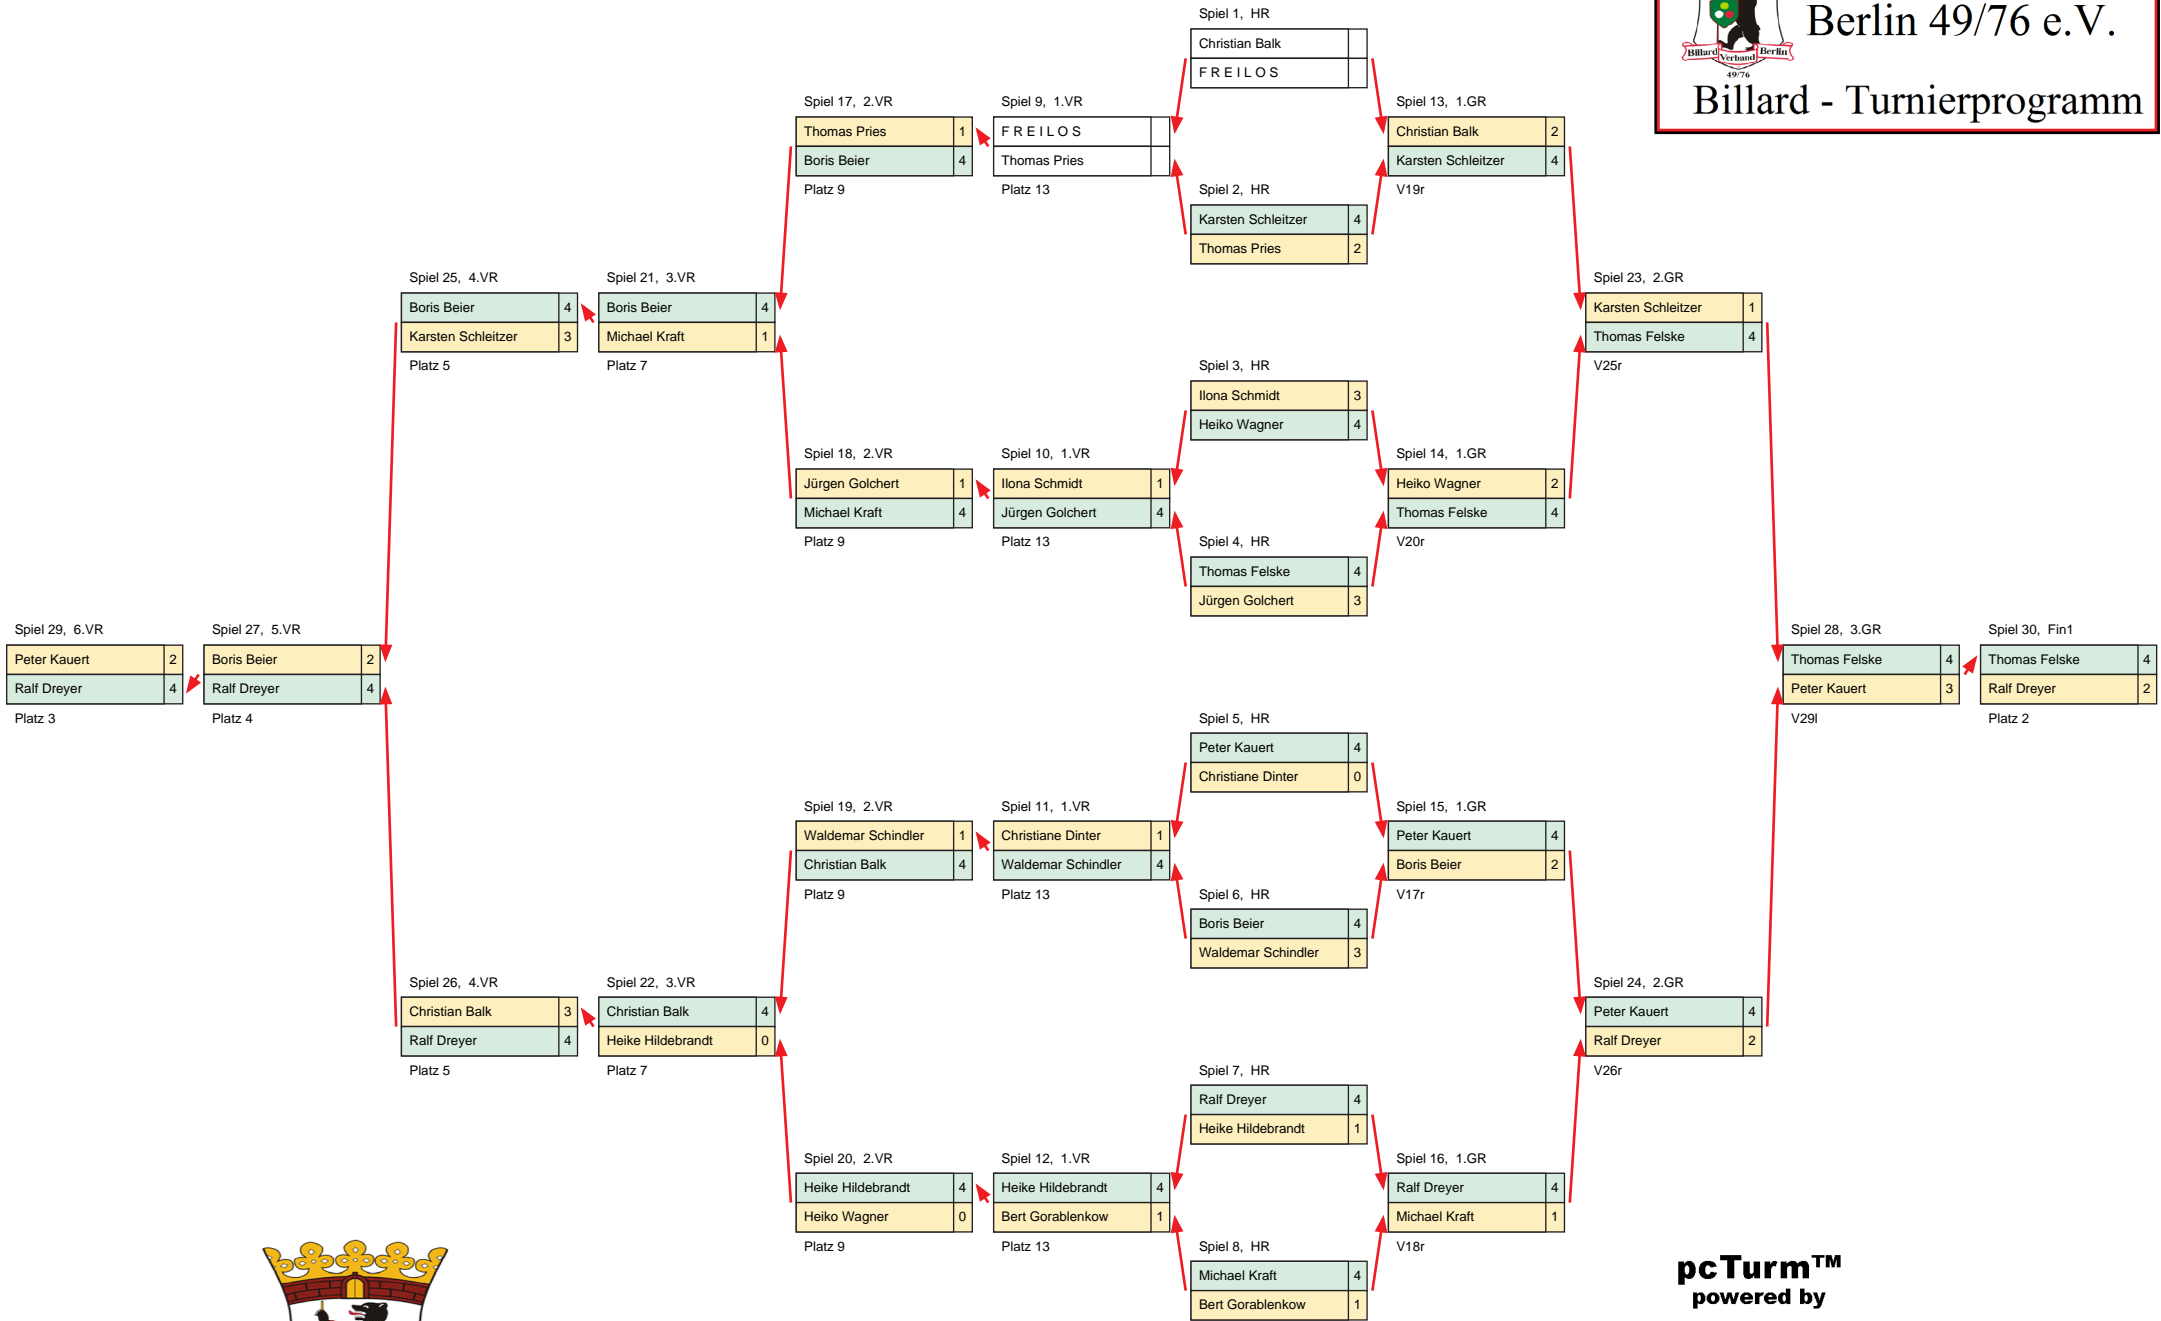 Berlin 49/76 e.V.
Billard Verband Berlin
49/76
Billard - Turnierprogramm
Spiel 1, HR
Christian Balk
F R E I L O S
Spiel 17, 2.VR
Thomas Pries 1
Boris Beier 4
Platz 9
Spiel 9, 1.VR
F R E I L O S
Thomas Pries
Platz 13
Spiel 13, 1.GR
Christian Balk 2
Karsten Schleitzer 4
V19r
Spiel 2, HR
Karsten Schleitzer 4
Thomas Pries 2
Spiel 25, 4.VR
Boris Beier 4
Karsten Schleitzer 3
Platz 5
Spiel 21, 3.VR
Boris Beier 4
Michael Kraft 1
Platz 7
Spiel 23, 2.GR
Karsten Schleitzer 1
Thomas Felske 4
V25r
Spiel 3, HR
Ilona Schmidt 3
Heiko Wagner 4
Spiel 18, 2.VR
Jürgen Golchert 1
Michael Kraft 4
Platz 9
Spiel 10, 1.VR
Ilona Schmidt 1
Jürgen Golchert 4
Platz 13
Spiel 14, 1.GR
Heiko Wagner 2
Thomas Felske 4
V20r
Spiel 4, HR
Thomas Felske 4
Jürgen Golchert 3
Spiel 29, 6.VR
Peter Kauert 2
Ralf Dreyer 4
Platz 3
Spiel 27, 5.VR
Boris Beier 2
Ralf Dreyer 4
Platz 4
Spiel 28, 3.GR
Thomas Felske 4
Peter Kauert 3
V29l
Spiel 30, Fin1
Thomas Felske 4
Ralf Dreyer 2
Platz 2
Spiel 5, HR
Peter Kauert 4
Christiane Dinter 0
Spiel 19, 2.VR
Waldemar Schindler 1
Christian Balk 4
Platz 9
Spiel 11, 1.VR
Christiane Dinter 1
Waldemar Schindler 4
Platz 13
Spiel 15, 1.GR
Peter Kauert 4
Boris Beier 2
V17r
Spiel 6, HR
Boris Beier 4
Waldemar Schindler 3
Spiel 26, 4.VR
Christian Balk 3
Ralf Dreyer 4
Platz 5
Spiel 22, 3.VR
Christian Balk 4
Heike Hildebrandt 0
Platz 7
Spiel 24, 2.GR
Peter Kauert 4
Ralf Dreyer 2
V26r
Spiel 7, HR
Ralf Dreyer 4
Heike Hildebrandt 1
Spiel 20, 2.VR
Heike Hildebrandt 4
Heiko Wagner 0
Platz 9
Spiel 12, 1.VR
Heike Hildebrandt 4
Bert Gorablenkow 1
Platz 13
Spiel 16, 1.GR
Ralf Dreyer 4
Michael Kraft 1
V18r
Spiel 8, HR
Michael Kraft 4
Bert Gorablenkow 1
pcTurm™
powered by